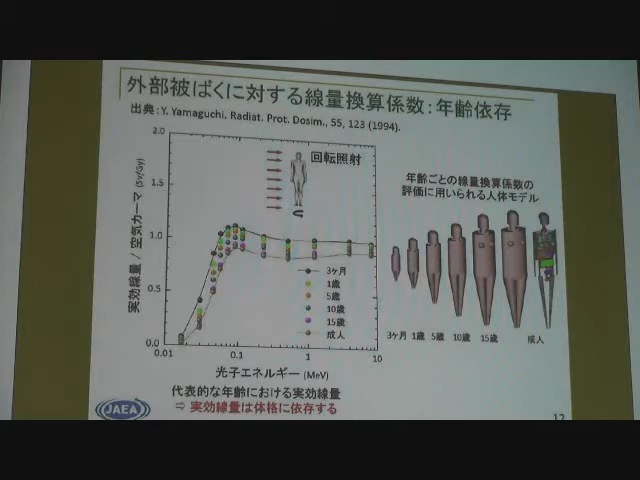 外部被ばくに対する線量換算係数：年齢依存
出典：Y. Yamaguchi. Radiat. Prot. Dosim., 55, 123 (1994).
実効線量 / 空気カーマ (Sv/Gy)
2.0
1.5
1.0
0.5
0.0
回転照射
3ヶ月
1歳
5歳
10歳
15歳
成人
0.01
0.1
1
10
光子エネルギー (MeV)
年齢ごとの線量換算係数の
評価に用いられる人体モデル
3ヶ月 1歳 5歳 10歳 15歳 成人
代表的な年齢における実効線量
⇨ 実効線量は体格に依存する
JAEA
12